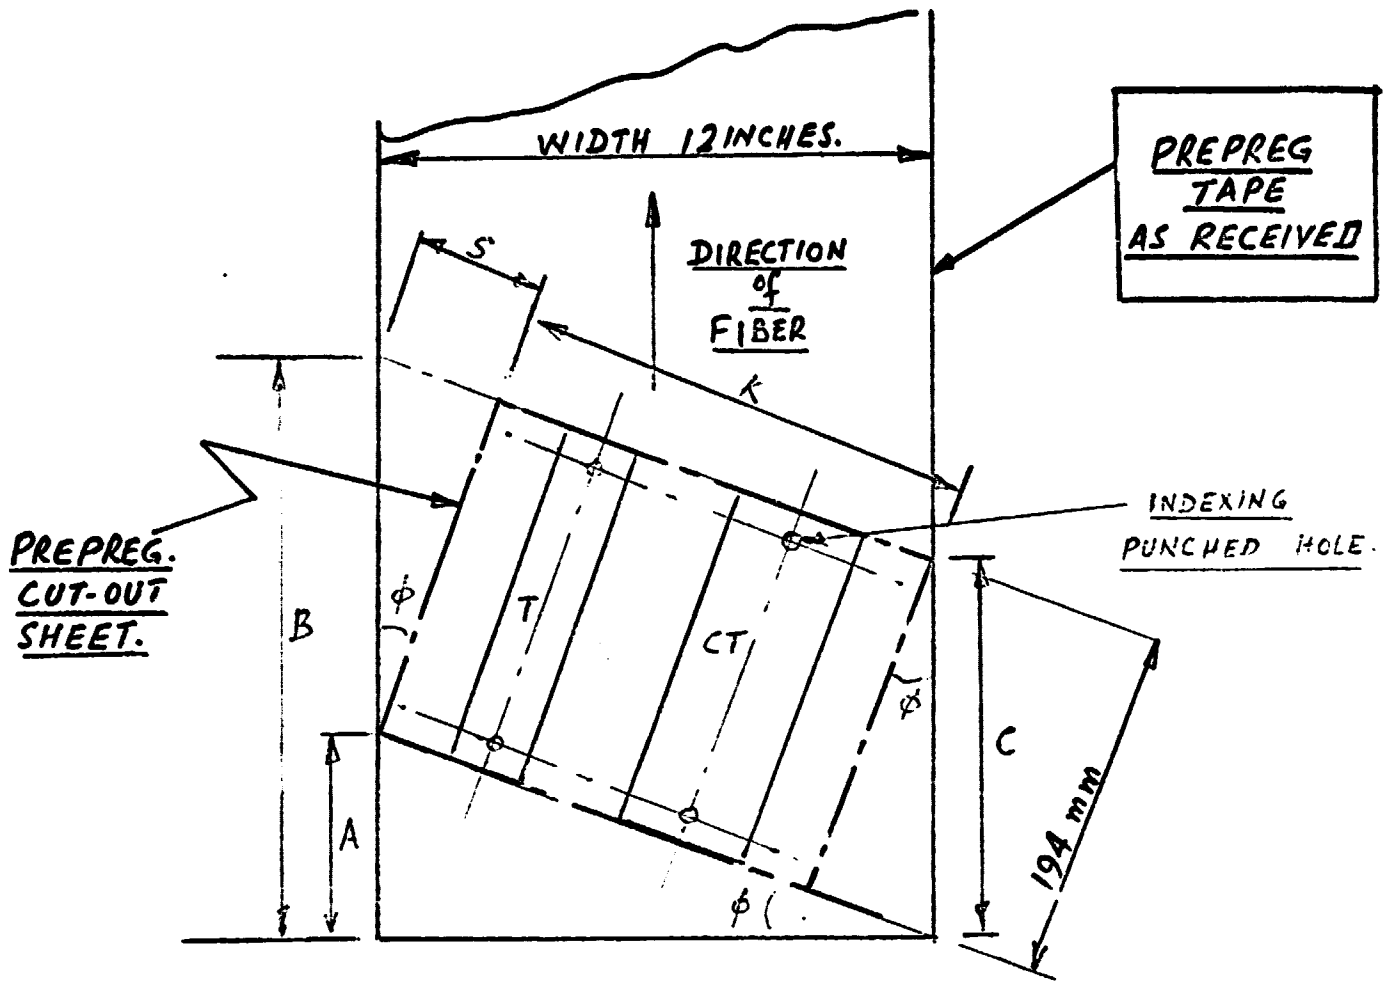 WIDTH 12 INCHES.
PREPREG
TAPE
AS RECEIVED
S
DIRECTION
of
FIBER
K
INDEXING
PUNCHED HOLE.
PREPREG.
CUT-OUT
SHEET.
φ
B
T
CT
φ
C
A
194 mm
φ